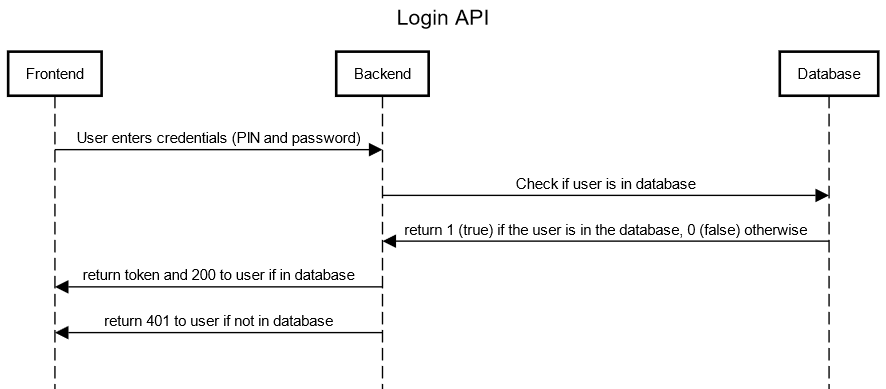 Login API
Frontend
Backend
Database
User enters credentials (PIN and password)
Check if user is in database
return 1 (true) if the user is in the database, 0 (false) otherwise
return token and 200 to user if in database
return 401 to user if not in database